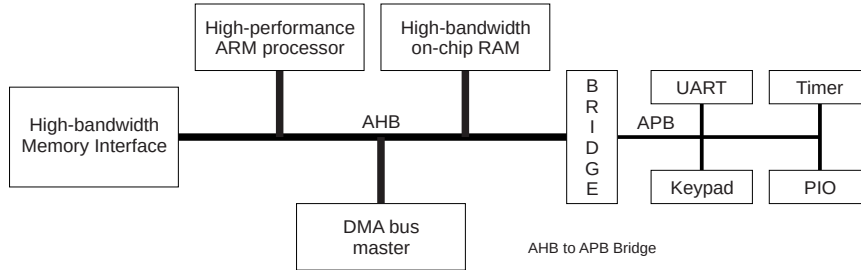 High-performance
ARM processor
High-bandwidth
on-chip RAM
High-bandwidth
Memory Interface
AHB
B
R
I
D
G
E
APB
UART
Timer
Keypad
PIO
DMA bus
master
AHB to APB Bridge